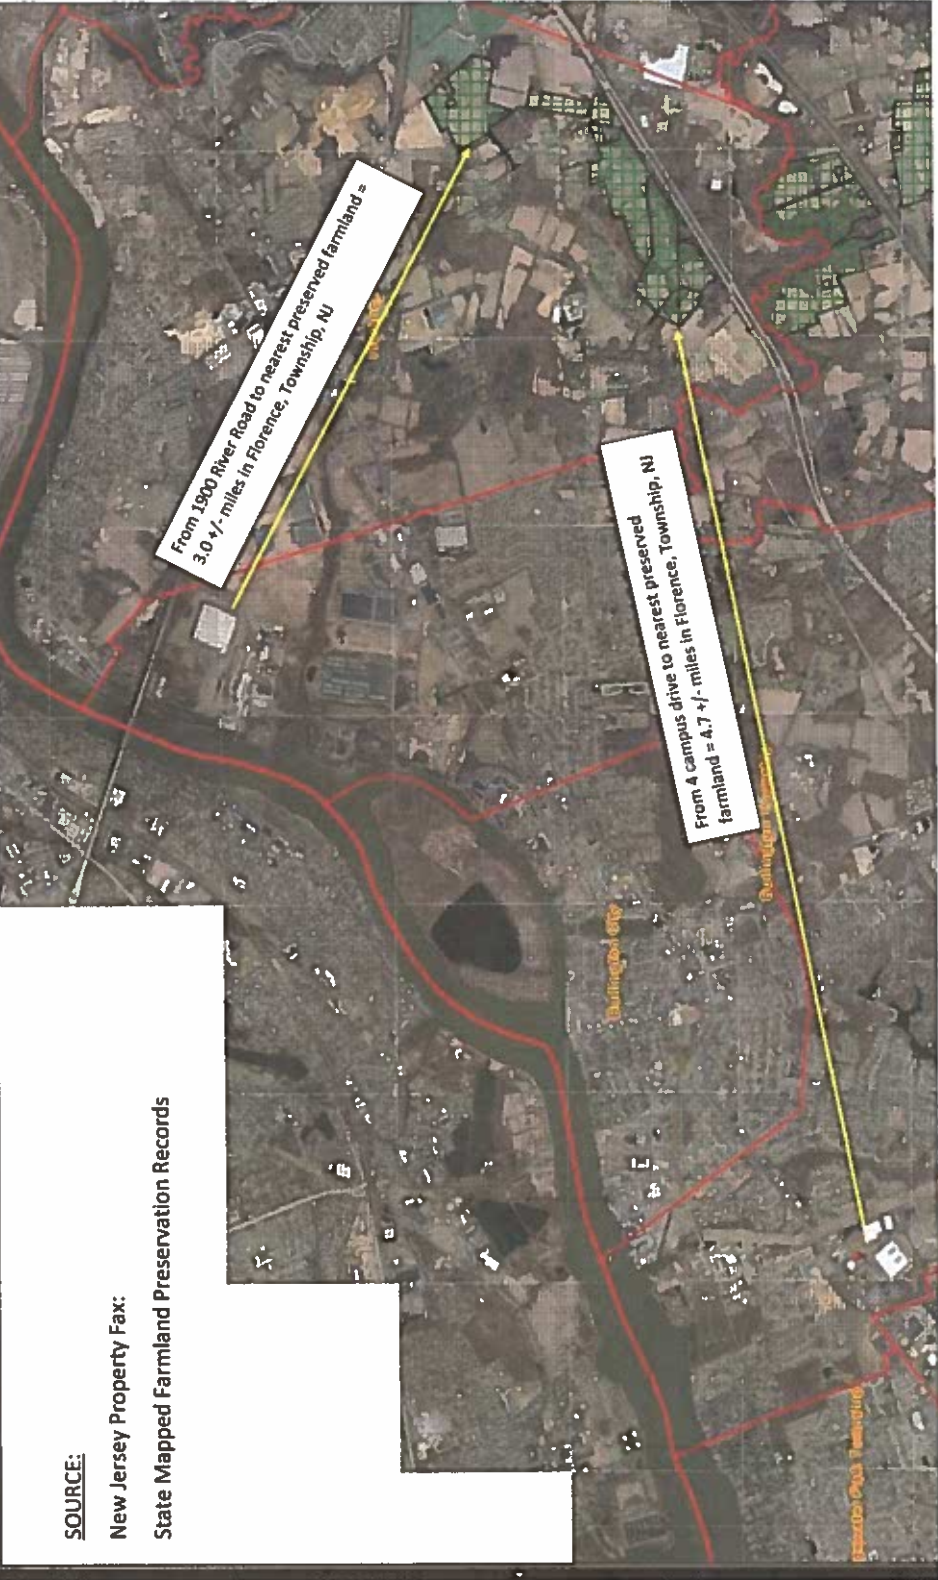 SOURCE:
New Jersey Property Fax:
State Mapped Farmland Preservation Records
From 1900 River Road to nearest preserved farmland =
3.0 +/- miles in Florence, Township, NJ
From 4 campus drive to nearest preserved
farmland = 4.7 +/- miles in Florence, Township, NJ
Burlington City
Burlington